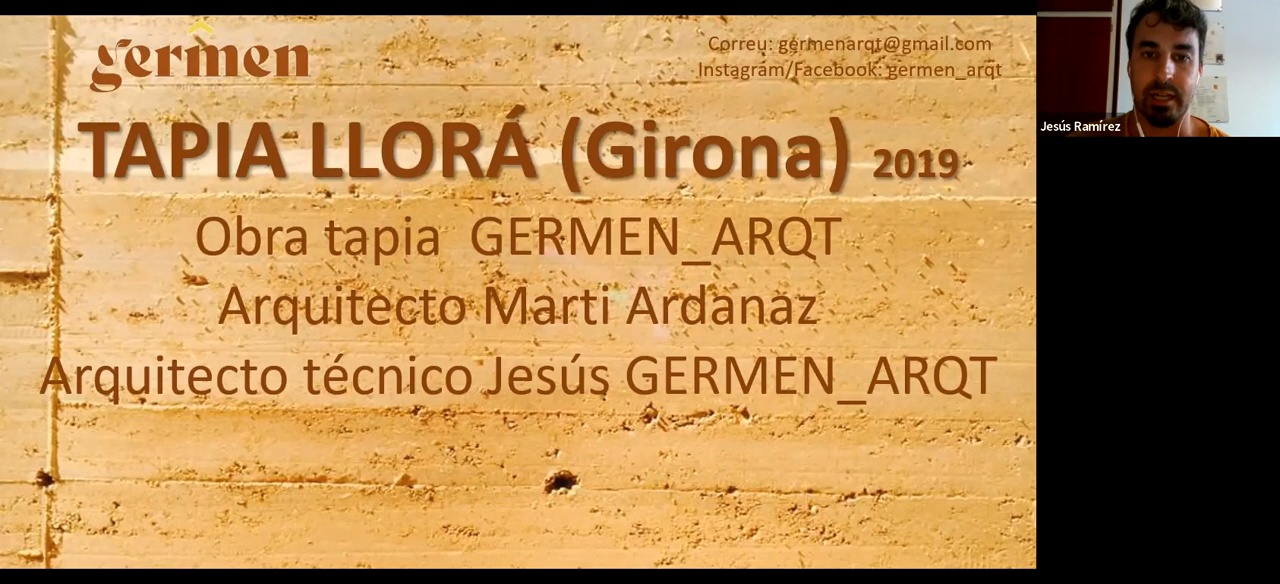 germen
Correu: germenarqt@gmail.com
Instagram/Facebook: germen_arqt
TAPIA LLORÁ (Girona) 2019
Obra tapia GERMEN_ARQT
Arquitecto Marti Ardanaz
Arquitecto técnico Jesús GERMEN_ARQT
Jesús Ramírez